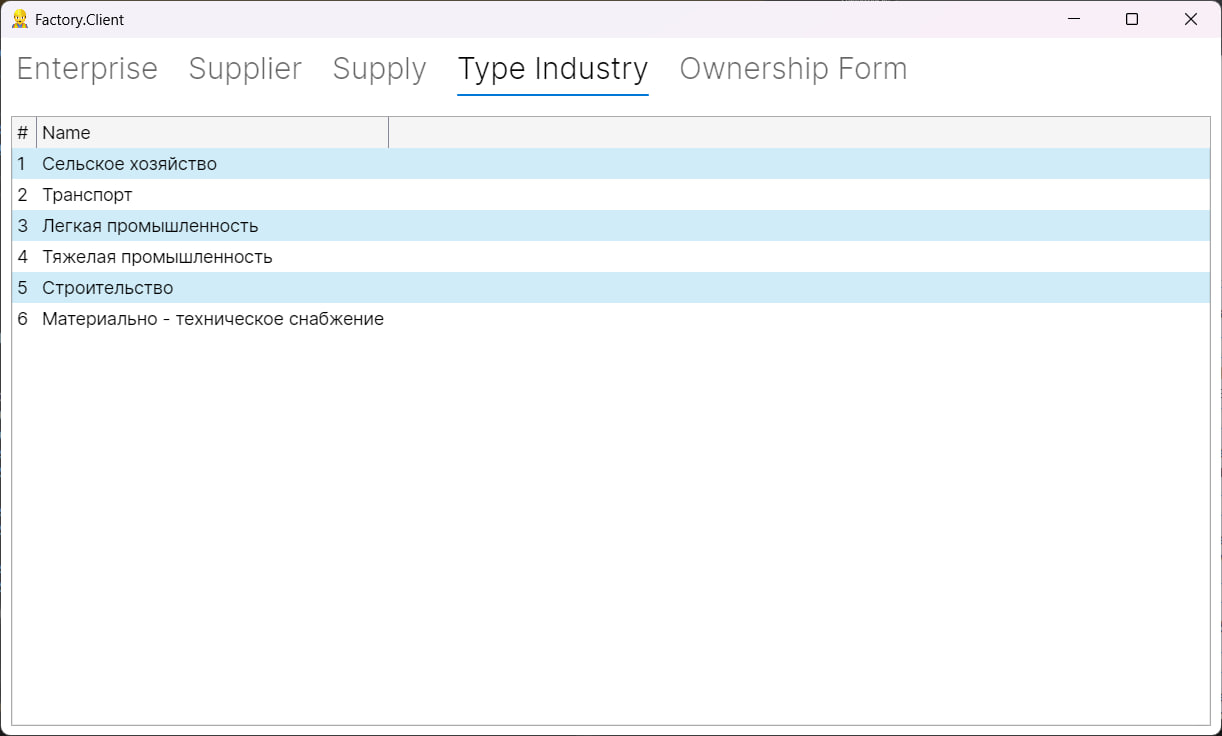 Factory.Client
Enterprise Supplier Supply Type Industry Ownership Form
# Name
1 Сельское хозяйство
2 Транспорт
3 Легкая промышленность
4 Тяжелая промышленность
5 Строительство
6 Материально - техническое снабжение